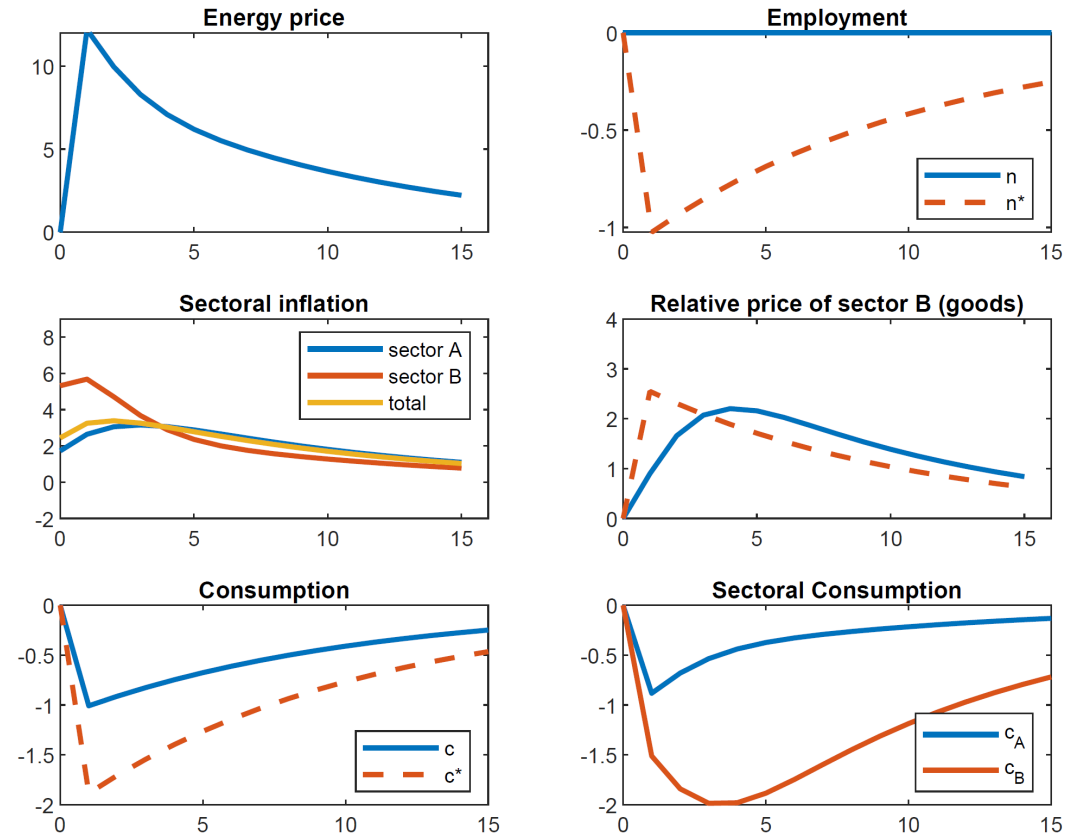 Energy price
10
5
0
0 5 10 15
Employment
0
-0.5
-1
0 5 10 15
n
n*
Sectoral inflation
8
6
4
2
0
-2
0 5 10 15
sector A
sector B
total
Relative price of sector B (goods)
4
3
2
1
0
0 5 10 15
Consumption
0
-0.5
-1
-1.5
-2
0 5 10 15
c
c*
Sectoral Consumption
0
-0.5
-1
-1.5
-2
0 5 10 15
c_A
c_B